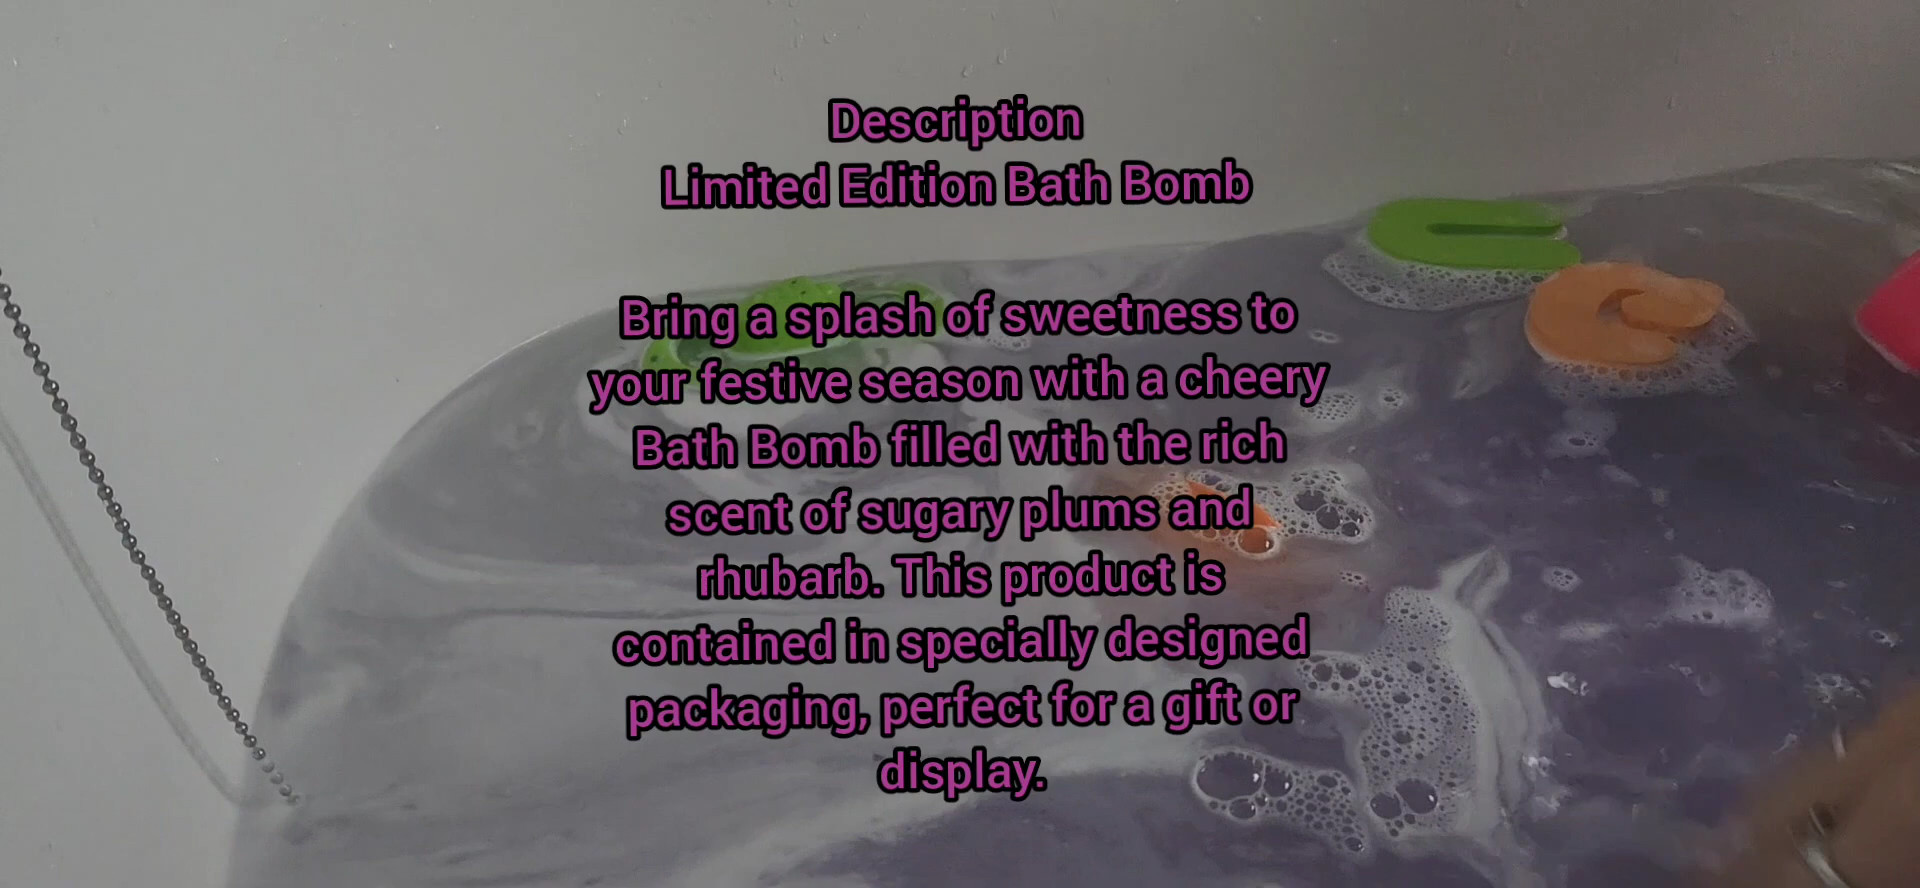 Description
Limited Edition Bath Bomb
Bring a splash of sweetness to
your festive season with a cheery
Bath Bomb filled with the rich
scent of sugary plums and
rhubarb. This product is
contained in specially designed
packaging, perfect for a gift or
display.